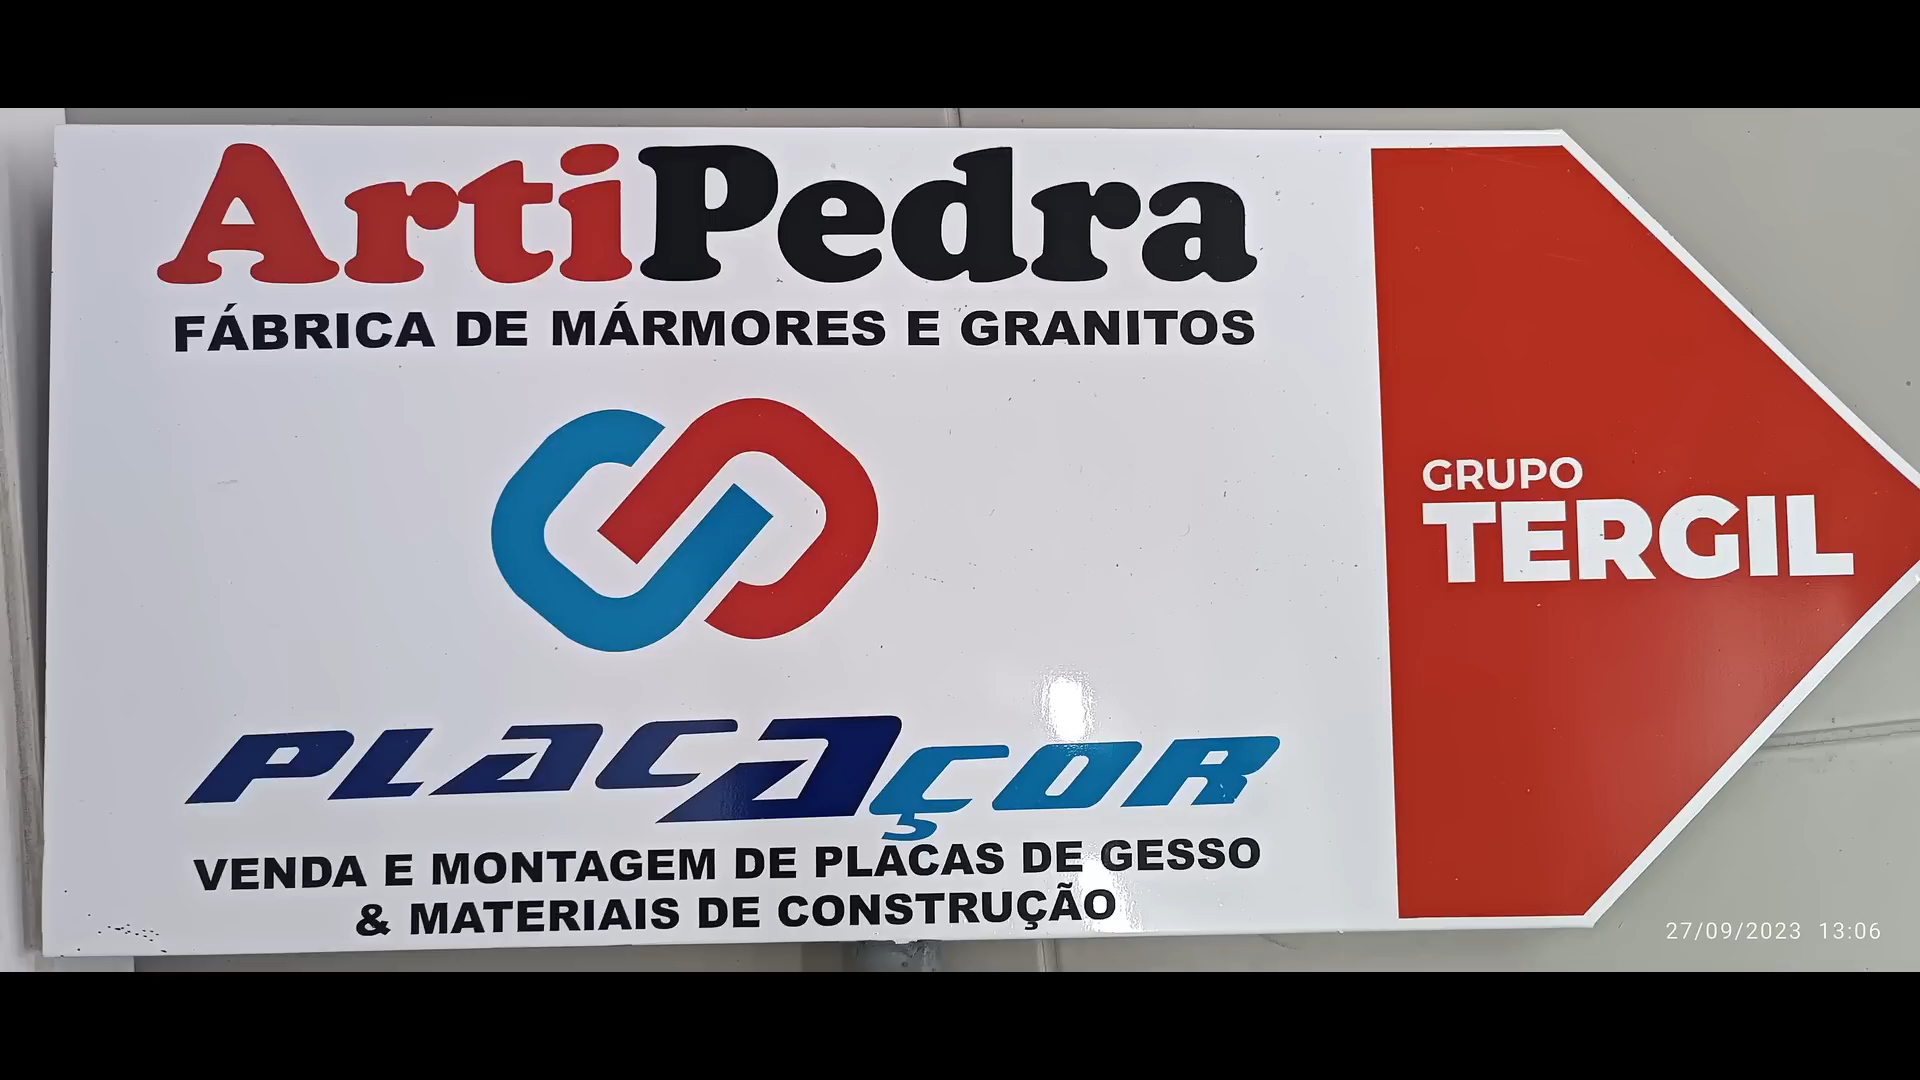 ArtiPedra
FÁBRICA DE MÁRMORES E GRANITOS
GRUPO
TERGIL
PLACAÇOR
VENDA E MONTAGEM DE PLACAS DE GESSO
& MATERIAIS DE CONSTRUÇÃO
27/09/2023 13:06